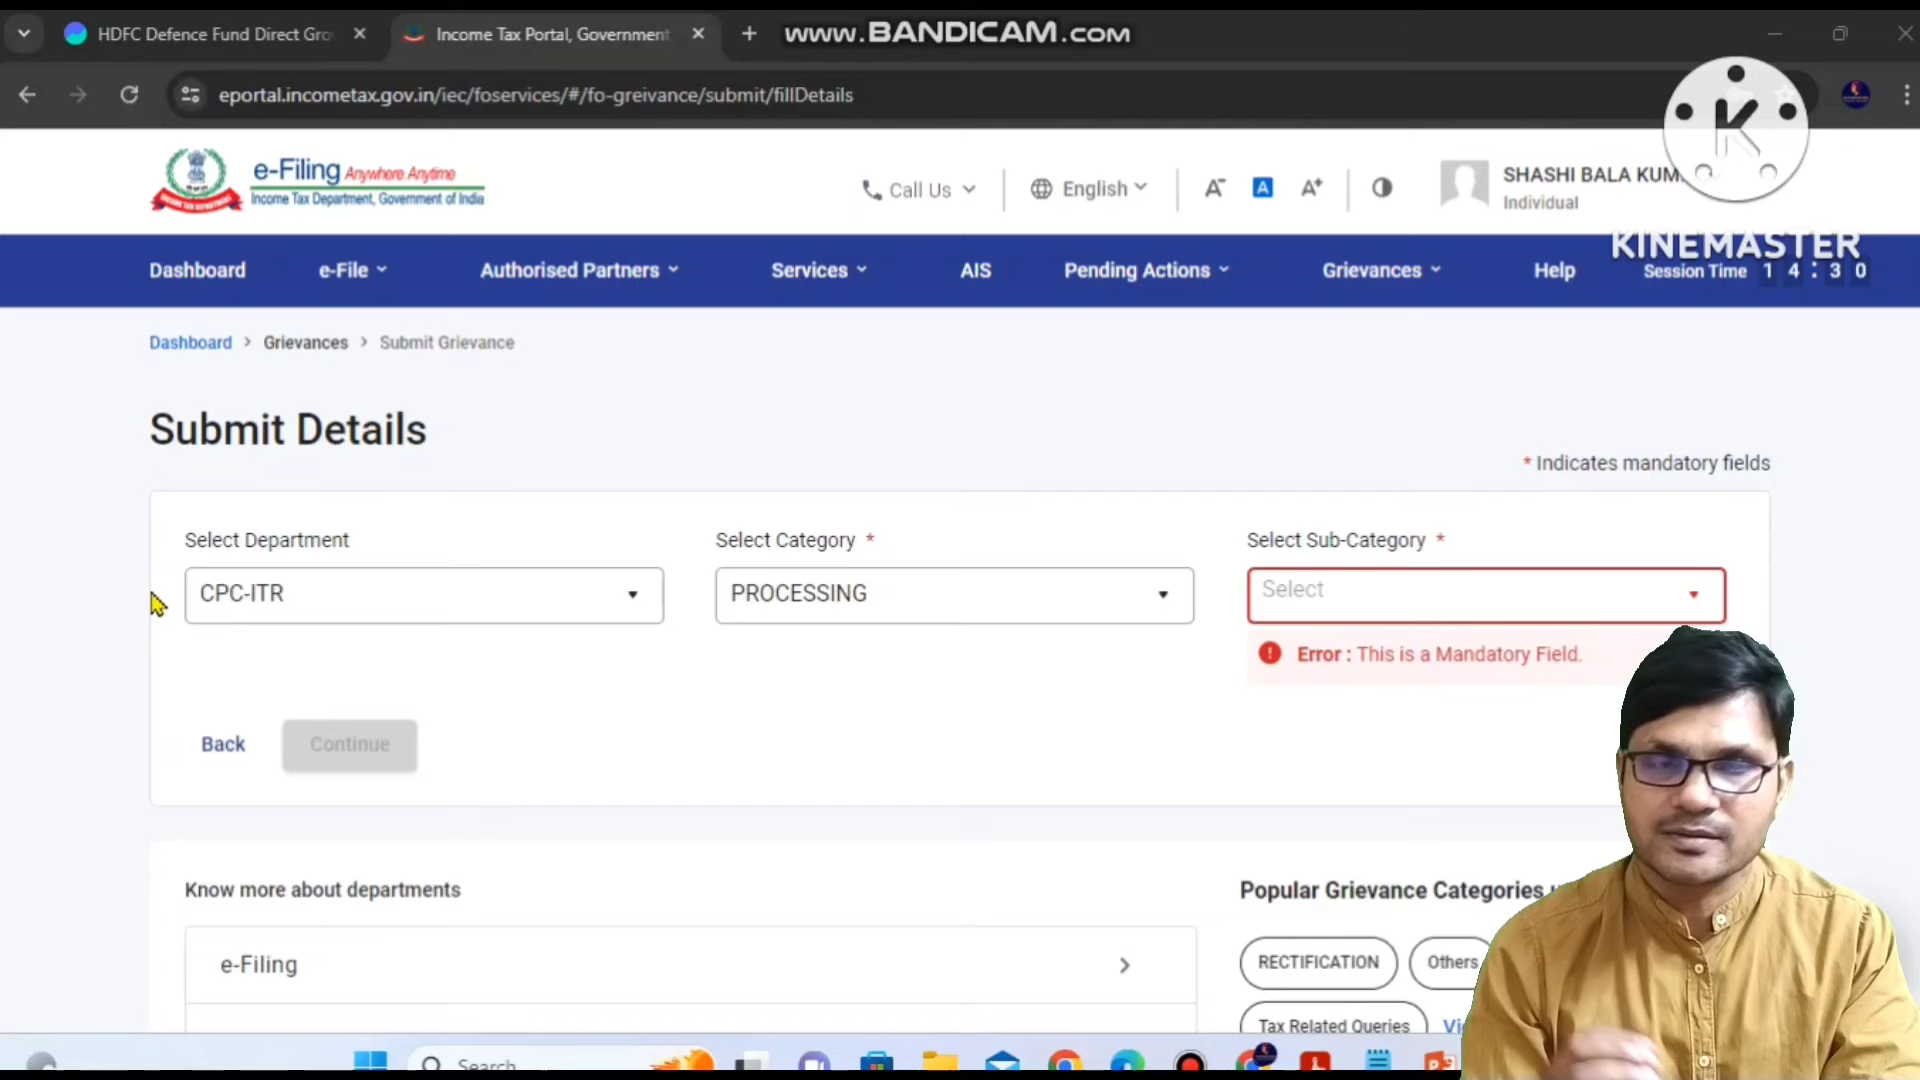 HDFC Defence Fund Direct Gro
Income Tax Portal, Government
www.BANDICAM.com
eportal.incometax.gov.in/iec/foservices/#/fo-greivance/submit/fillDetails
K
e-Filing Anywhere Anytime
Income Tax Department, Government of India
Call Us
English
A-
A
A+
SHASHI BALA KUM
Individual
KINEMASTER
Dashboard
e-File
Authorised Partners
Services
AIS
Pending Actions
Grievances
Help
Session Time 14:30
Dashboard > Grievances > Submit Grievance
Submit Details
* Indicates mandatory fields
Select Department
Select Category *
Select Sub-Category *
CPC-ITR
PROCESSING
Select
Error : This is a Mandatory Field.
Back
Continue
Know more about departments
Popular Grievance Categories
e-Filing
RECTIFICATION
Others
Tax Related Queries
Search